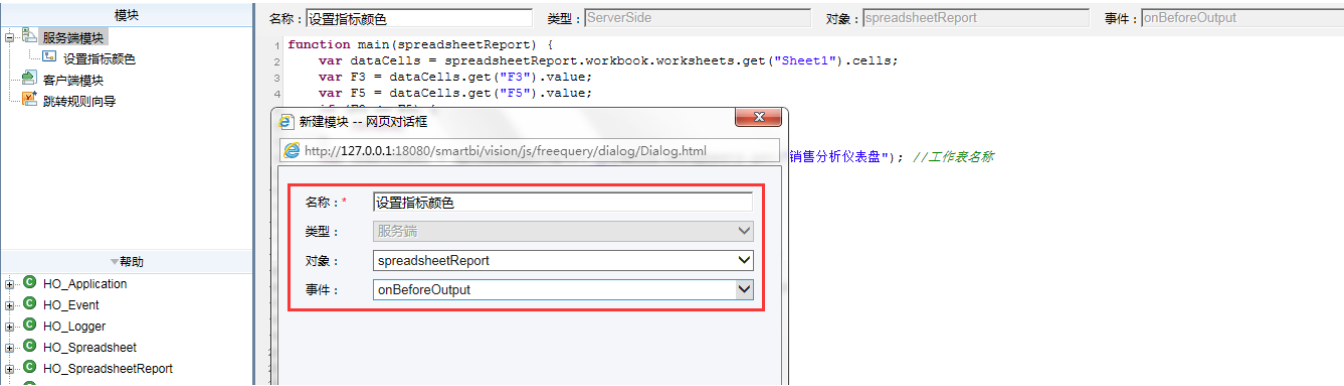 模块
名称：设置指标颜色 类型：ServerSide 对象：spreadsheetReport 事件：onBeforeOutput
服务端模块
设置指标颜色
客户端模块
跳转规则向导
1 function main(spreadsheetReport) {
2 var dataCells = spreadsheetReport.workbook.worksheets.get("Sheet1").cells;
3 var F3 = dataCells.get("F3").value;
4 var F5 = dataCells.get("F5").value;
销售分析仪表盘"); //工作表名称
新建模块 -- 网页对话框
http://127.0.0.1:18080/smartbi/vision/js/freequery/dialog/Dialog.html
名称：* 设置指标颜色
类型： 服务端
对象： spreadsheetReport
事件： onBeforeOutput
帮助
HO_Application
HO_Event
HO_Logger
HO_Spreadsheet
HO_SpreadsheetReport